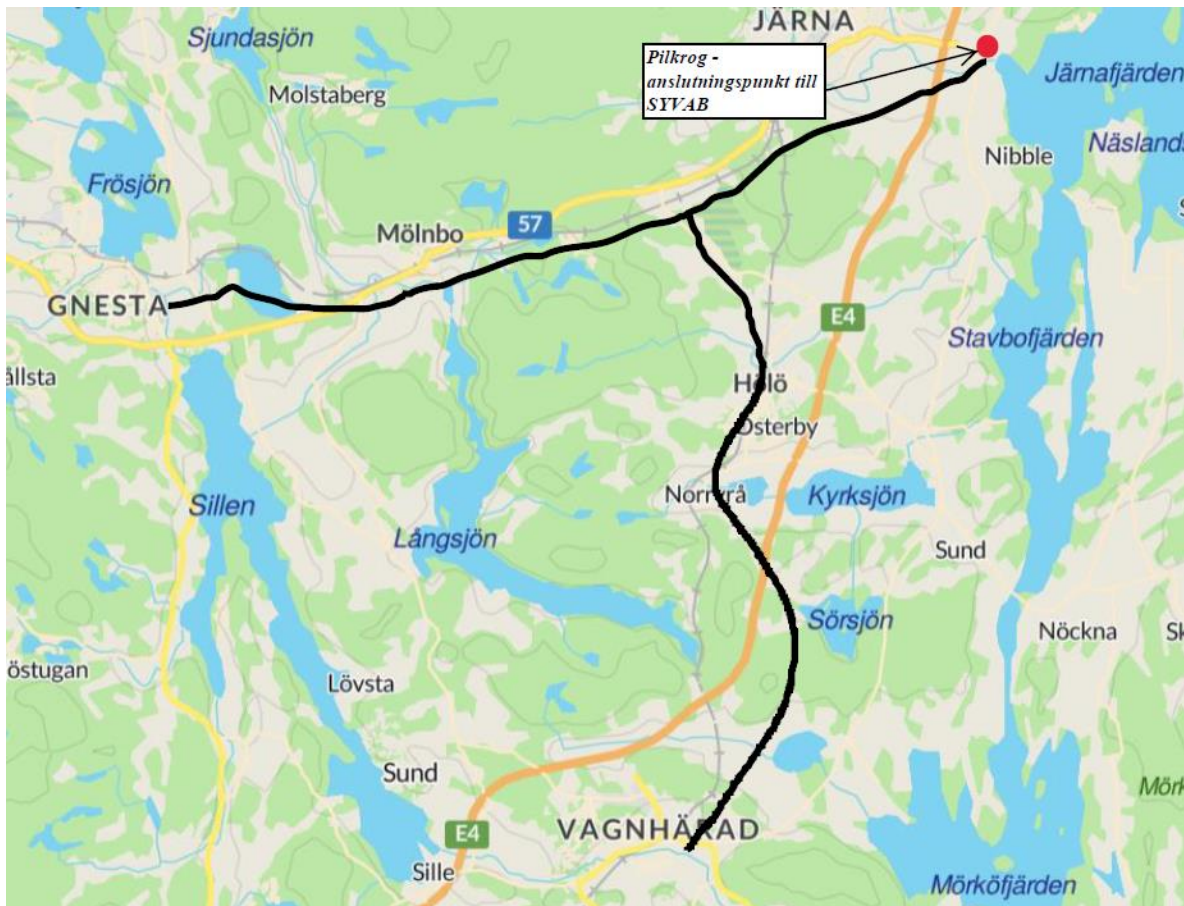 JÄRNA
Sjundasjön
Pilkrog -
anslutningspunkt till
SYVAB
Järnafjärden
Molstaberg
Näslands
Nibble
Frösjön
57
Mölnbo
GNESTA
E4
Stavbofjärden
ällsta
Hölö
Österby
Sillen
Norrvrå
Kyrksjön
Långsjön
Sund
Sörsjön
Nöckna
Sk
östugan
Lövsta
Sund
Mörk
E4
VAGNHÄRAD
Sille
Mörköfjärden